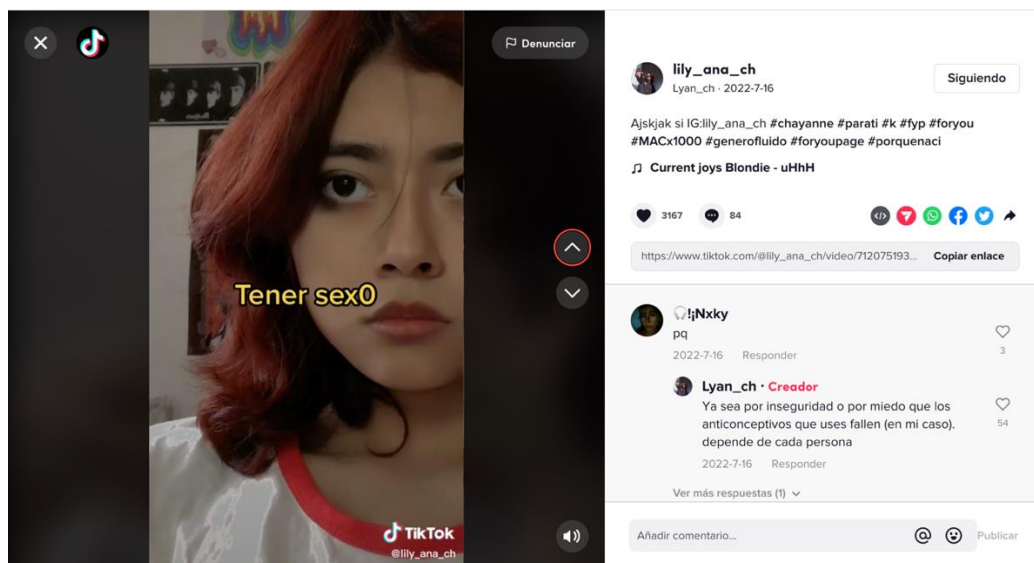 Denunciar
Tener sex0
TikTok
@lily_ana_ch
lily_ana_ch
Lyan_ch · 2022-7-16
Siguiendo
Ajskjak si IG:lily_ana_ch #chayanne #parati #k #fyp #foryou
#MACx1000 #generofluido #foryoupage #porquenaci
Current joys Blondie - uHhH
3167
84
https://www.tiktok.com/@lily_ana_ch/video/712075193...
Copiar enlace
!¡Nxky
pq
2022-7-16 Responder
3
Lyan_ch · Creador
Ya sea por inseguridad o por miedo que los
anticonceptivos que uses fallen (en mi caso).
depende de cada persona
54
2022-7-16 Responder
Ver más respuestas (1)
Añadir comentario...
Publicar